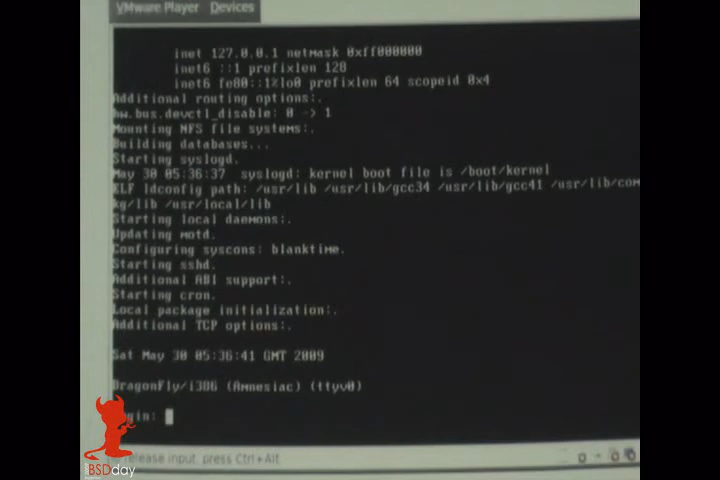 VMware Player Devices
inet 127.0.0.1 netmask 0xff000000
inet6 ::1 prefixlen 128
inet6 fe80::1%lo0 prefixlen 64 scopeid 0x4
Additional routing options:.
hw.bus.devctl_disable: 0 -> 1
Mounting NFS file systems:.
Building databases...
Starting syslogd.
May 30 05:36:37 syslogd: kernel boot file is /boot/kernel
ELF ldconfig path: /usr/lib /usr/lib/gcc34 /usr/lib/gcc41 /usr/lib/com
kg/lib /usr/local/lib
Starting local daemons:.
Updating motd.
Configuring syscons: blanktime.
Starting sshd.
Additional ABI support:.
Starting cron.
Local package initialization:.
Additional TCP options:.
Sat May 30 05:36:41 GMT 2009
DragonFly/i386 (Amnesiac) (ttyv0)
gin:
release input, press Ctrl+Alt.
BSDday